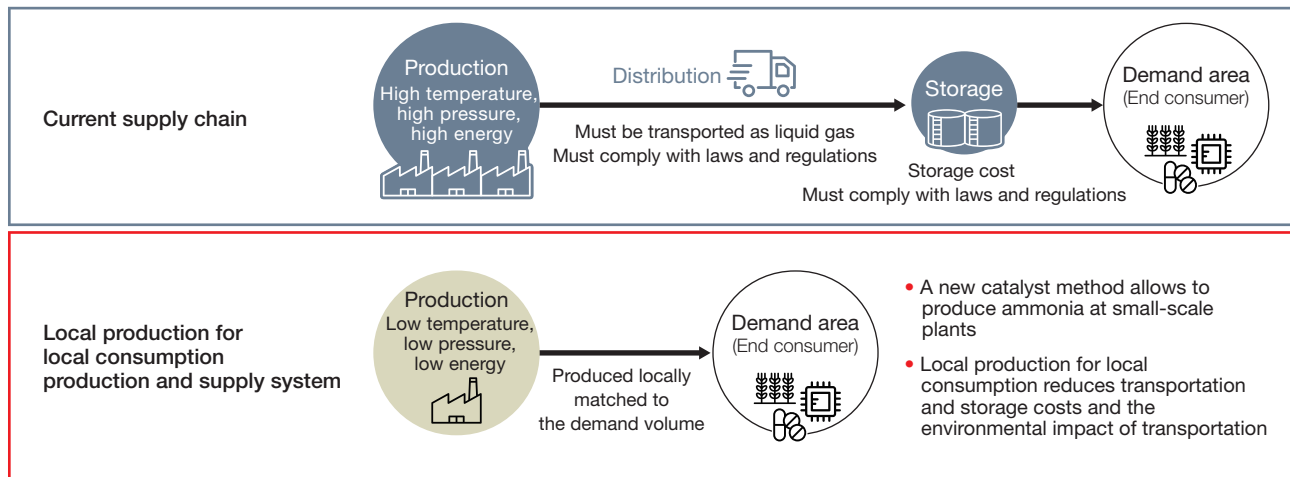 Current supply chain
Production
High temperature,
high pressure,
high energy
Distribution
Must be transported as liquid gas
Must comply with laws and regulations
Storage
Storage cost
Must comply with laws and regulations
Demand area
(End consumer)
Local production for
local consumption
production and supply system
Production
Low temperature,
low pressure,
low energy
Produced locally
matched to
the demand volume
Demand area
(End consumer)
• A new catalyst method allows to
produce ammonia at small-scale
plants
• Local production for local
consumption reduces transportation
and storage costs and the
environmental impact of transportation